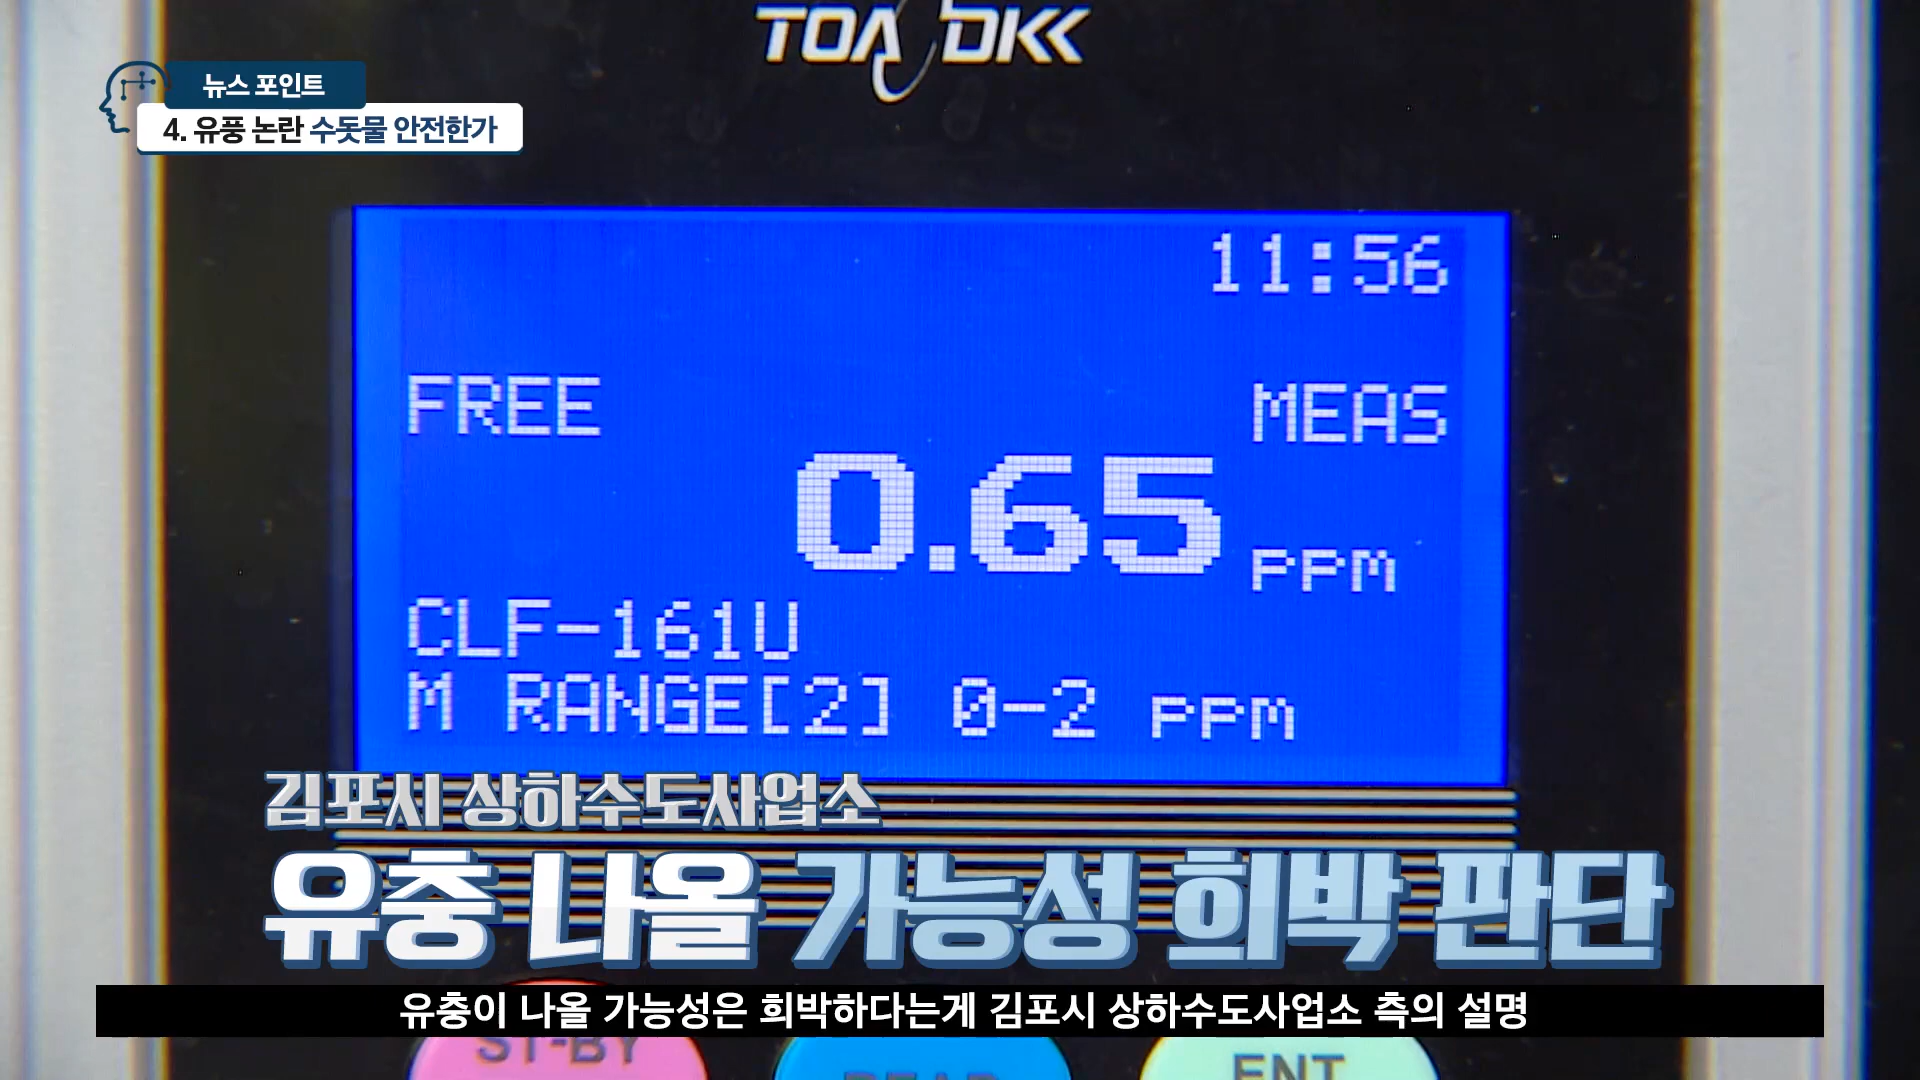 TOA DKK
뉴스 포인트
4. 유풍 논란 수돗물 안전한가
11:56
FREE
MEAS
0.65 ppm
CLF-161U
M RANGE[2] 0-2 ppm
김포시 상하수도사업소
유충 나올 가능성 희박 판단
유충이 나올 가능성은 희박하다는게 김포시 상하수도사업소 측의 설명
ST-BY
READ
ENT